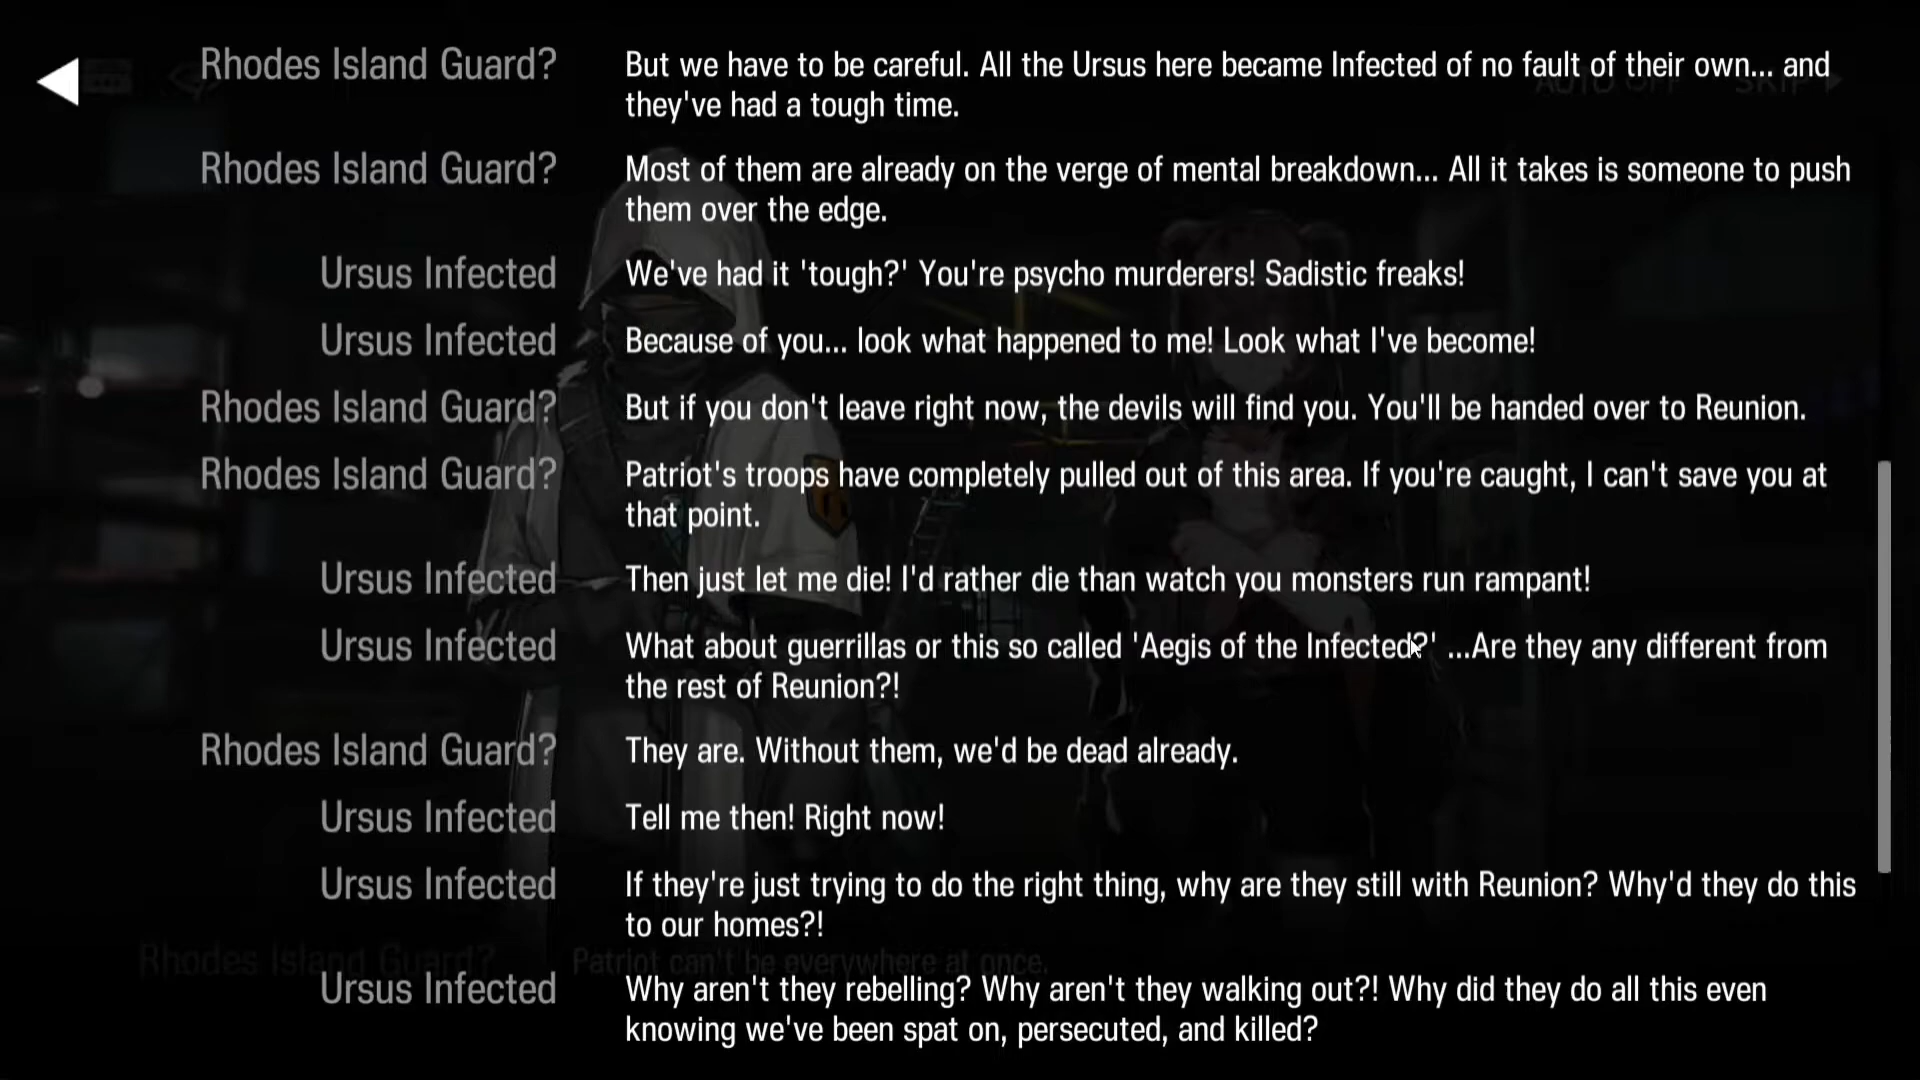 Rhodes Island Guard? But we have to be careful. All the Ursus here became Infected of no fault of their own... and
they've had a tough time.
Rhodes Island Guard? Most of them are already on the verge of mental breakdown... All it takes is someone to push
them over the edge.
Ursus Infected We've had it 'tough?' You're psycho murderers! Sadistic freaks!
Ursus Infected Because of you... look what happened to me! Look what I've become!
Rhodes Island Guard? But if you don't leave right now, the devils will find you. You'll be handed over to Reunion.
Rhodes Island Guard? Patriot's troops have completely pulled out of this area. If you're caught, I can't save you at
that point.
Ursus Infected Then just let me die! I'd rather die than watch you monsters run rampant!
Ursus Infected What about guerrillas or this so called 'Aegis of the Infected?' ...Are they any different from
the rest of Reunion?!
Rhodes Island Guard? They are. Without them, we'd be dead already.
Ursus Infected Tell me then! Right now!
Ursus Infected If they're just trying to do the right thing, why are they still with Reunion? Why'd they do this
to our homes?!
Rhodes Island Guard? Patriot can't be everywhere at once.
Ursus Infected Why aren't they rebelling? Why aren't they walking out?! Why did they do all this even
knowing we've been spat on, persecuted, and killed?